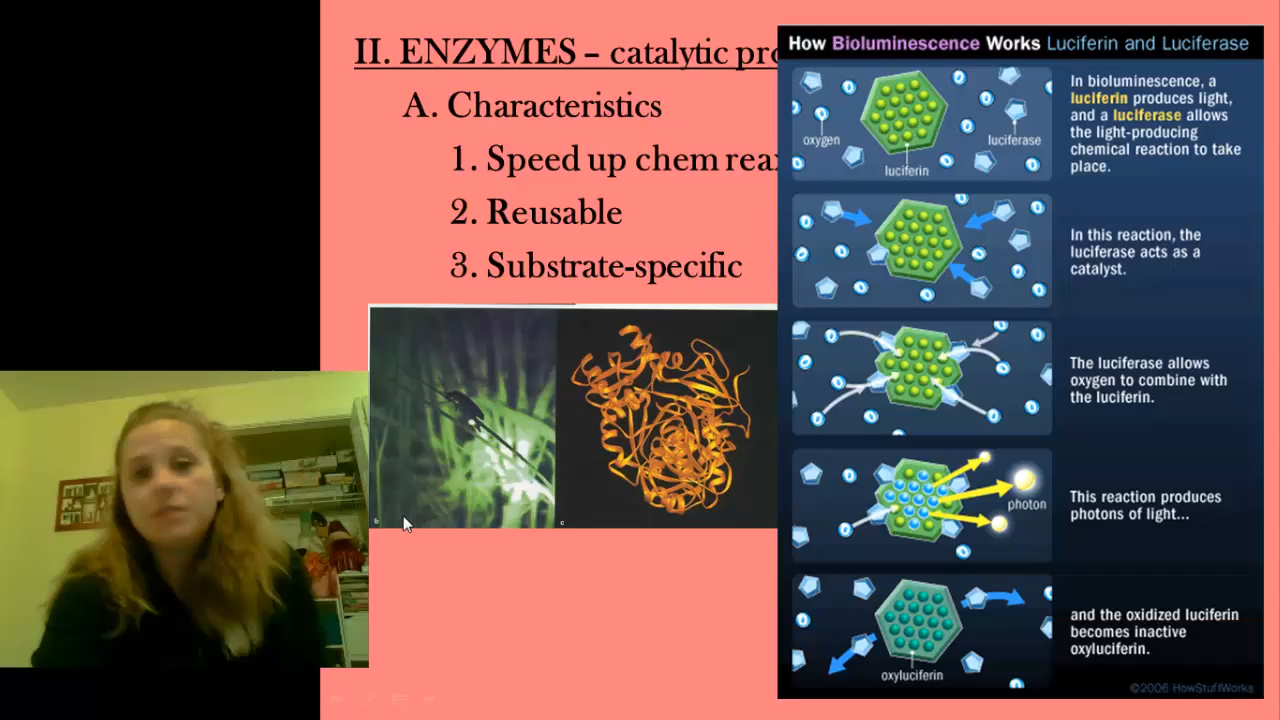 II. ENZYMES – catalytic pro
A. Characteristics
1. Speed up chem rea
2. Reusable
3. Substrate-specific
b
c
How Bioluminescence Works Luciferin and Luciferase
oxygen
luciferin
luciferase
In bioluminescence, a
luciferin produces light,
and a luciferase allows
the light-producing
chemical reaction to take
place.
In this reaction, the
luciferase acts as a
catalyst.
The luciferase allows
oxygen to combine with
the luciferin.
photon
This reaction produces
photons of light...
oxyluciferin
and the oxidized luciferin
becomes inactive
oxyluciferin.
©2006 HowStuffWorks